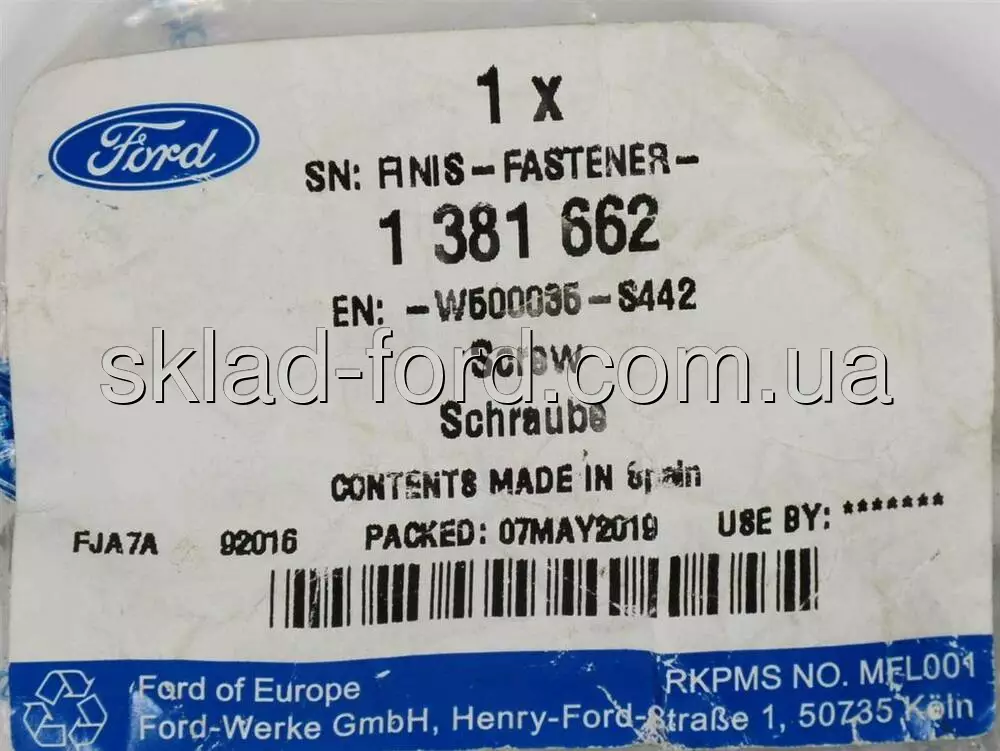 1 x
Ford
SN: FINIS-FASTENER-
1 381 662
EN: -W500035-S442
sklad-ford.com.ua
Screw
Schraube
CONTENTS MADE IN Spain
FJA7A 92016 PACKED: 07MAY2019 USE BY: *******
Ford of Europe RKPMS NO. MFL001
Ford-Werke GmbH, Henry-Ford-Straße 1, 50735 Köln